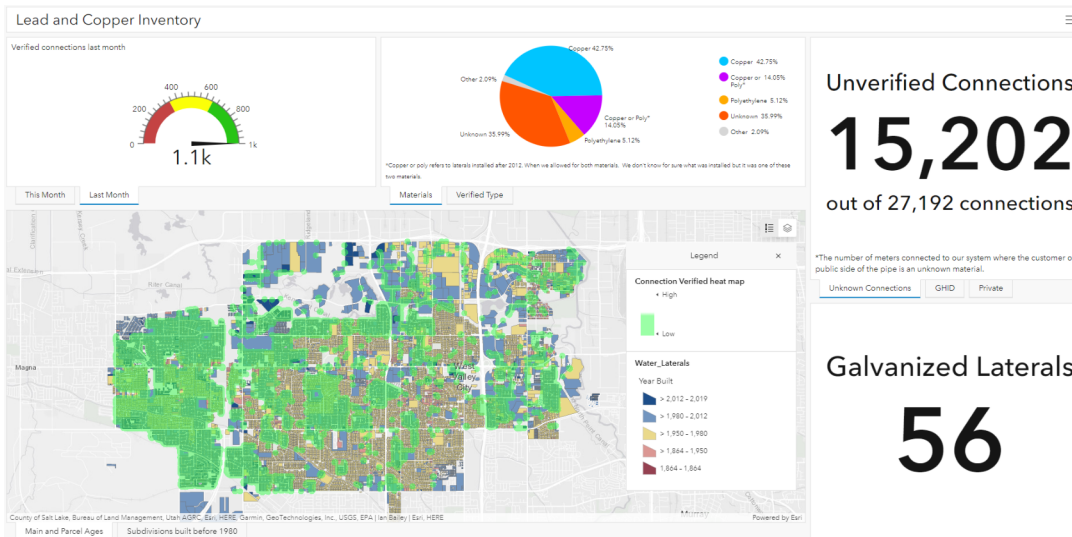 Lead and Copper Inventory
Verified connections last month
0
200
400
600
800
1k
1.1k
This Month
Last Month
Copper 42.75%
Other 2.09%
Unknown 35.99%
Copper or Poly*
14.05%
Polyethylene 5.12%
Copper 42.75%
Copper or 14.05%
Poly*
Polyethylene 5.12%
Unknown 35.99%
Other 2.09%
*Copper or poly refers to laterals installed after 2012. When we allowed for both materials. We don't know for sure what was installed but it was one of these
two materials.
Materials
Verified Type
Unverified Connections
15,202
out of 27,192 connections
*The number of meters connected to our system where the customer o
public side of the pipe is an unknown material.
Unknown Connections
GHID
Private
Galvanized Laterals
56
Riter Canal
Magna
West
Valley
City
Murray
Legend
Connection Verified heat map
High
Low
Water_Laterals
Year Built
> 2,012 - 2,019
> 1,980 - 2,012
> 1,950 - 1,980
> 1,864 - 1,950
1,864 - 1,864
County of Salt Lake, Bureau of Land Management, Utah AGRC, Esri, HERE, Garmin, GeoTechnologies, Inc., USGS, EPA | Ian Bailey | Esri, HERE
Powered by Esri
Main and Parcel Ages
Subdivisions built before 1980